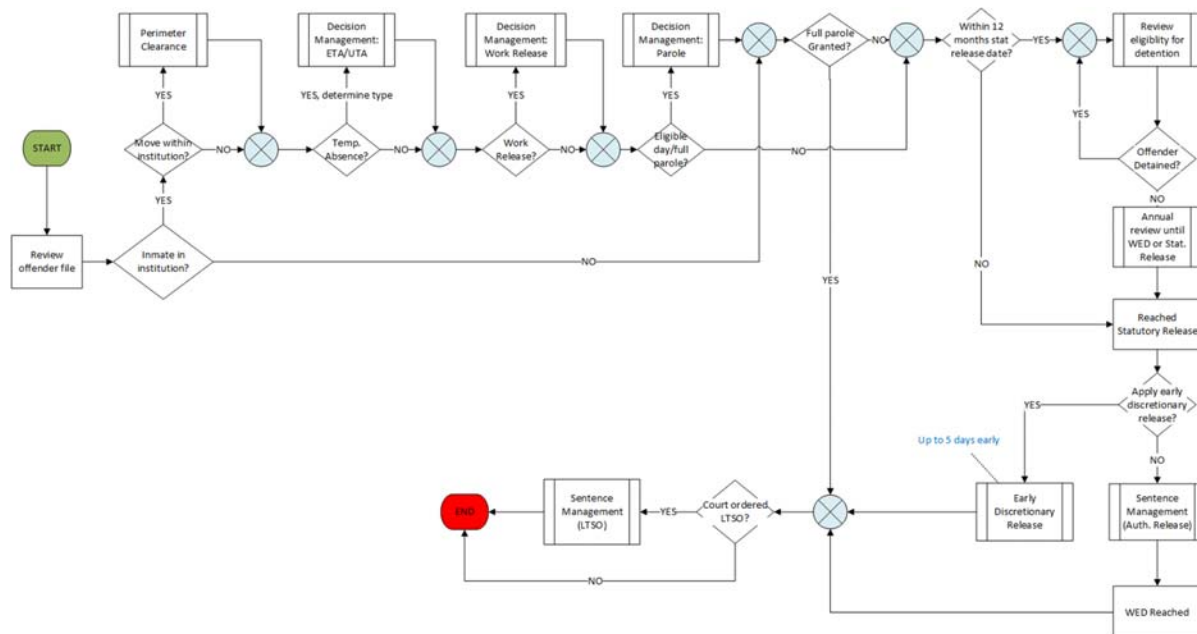 Perimeter
Clearance
Decision
Management:
ETA/UTA
Decision
Management:
Work Release
Decision
Management:
Parole
Full parole
Granted?
NO
Within 12
months stat
release date?
YES
Review
eligiblity for
detention
YES
YES, determine type
YES
YES
YES
START
Move within
institution?
NO
Temp.
Absence?
NO
Work
Release?
NO
Eligible
day/full
parole?
NO
Offender
Detained?
YES
NO
Review
offender file
Inmate in
institution?
NO
Annual
review until
WED or Stat.
Release
YES
NO
Reached
Statutory Release
Apply early
discretionary
release?
YES
Up to 5 days early
NO
END
Sentence
Management
(LTSO)
YES
Court ordered
LTSO?
Early
Discretionary
Release
Sentence
Management
(Auth. Release)
NO
WED Reached